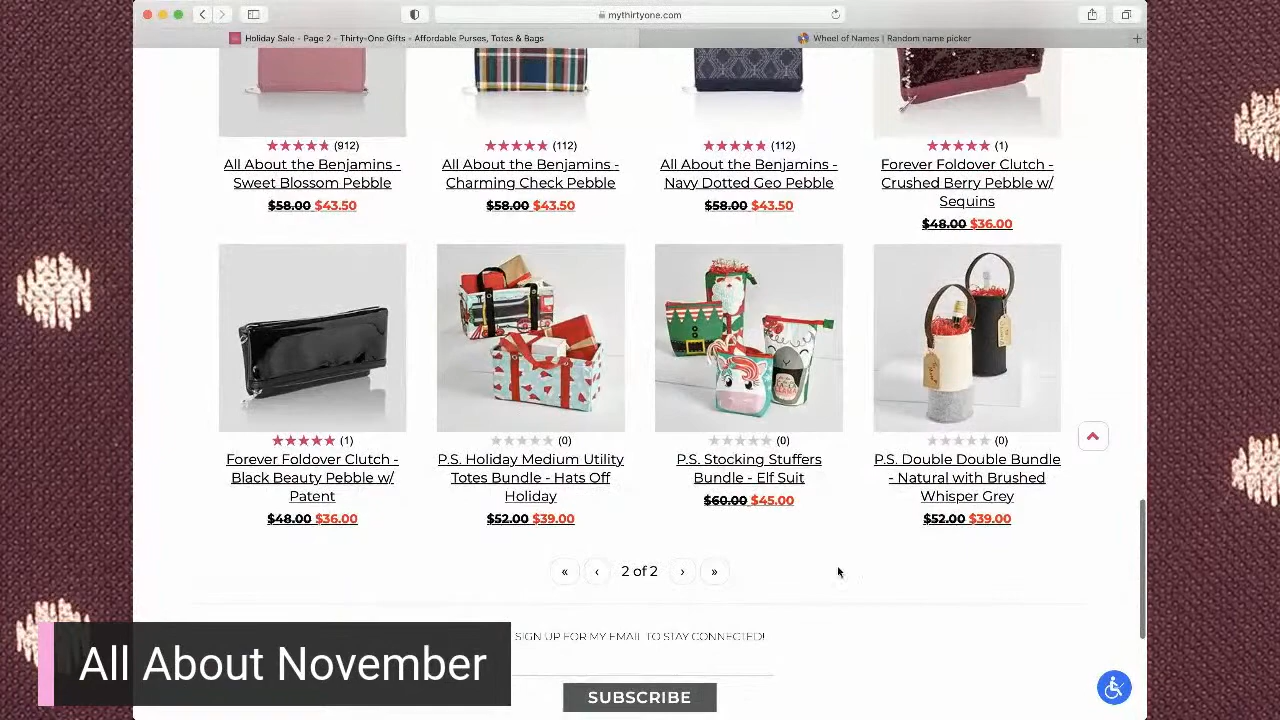 mythirtyone.com
Holiday Sale - Page 2 - Thirty-One Gifts - Affordable Purses, Totes & Bags
Wheel of Names | Random name picker
★★★★★ (912)
All About the Benjamins -
Sweet Blossom Pebble
$58.00 $43.50
★★★★★ (112)
All About the Benjamins -
Charming Check Pebble
$58.00 $43.50
★★★★★ (112)
All About the Benjamins -
Navy Dotted Geo Pebble
$58.00 $43.50
★★★★★ (1)
Forever Foldover Clutch -
Crushed Berry Pebble w/
Sequins
$48.00 $36.00
★★★★★ (1)
Forever Foldover Clutch -
Black Beauty Pebble w/
Patent
$48.00 $36.00
★★★★★ (0)
P.S. Holiday Medium Utility
Totes Bundle - Hats Off
Holiday
$52.00 $39.00
★★★★★ (0)
P.S. Stocking Stuffers
Bundle - Elf Suit
$60.00 $45.00
★★★★★ (0)
P.S. Double Double Bundle
- Natural with Brushed
Whisper Grey
$52.00 $39.00
« ‹ 2 of 2 › »
SIGN UP FOR MY EMAIL TO STAY CONNECTED!
SUBSCRIBE
All About November